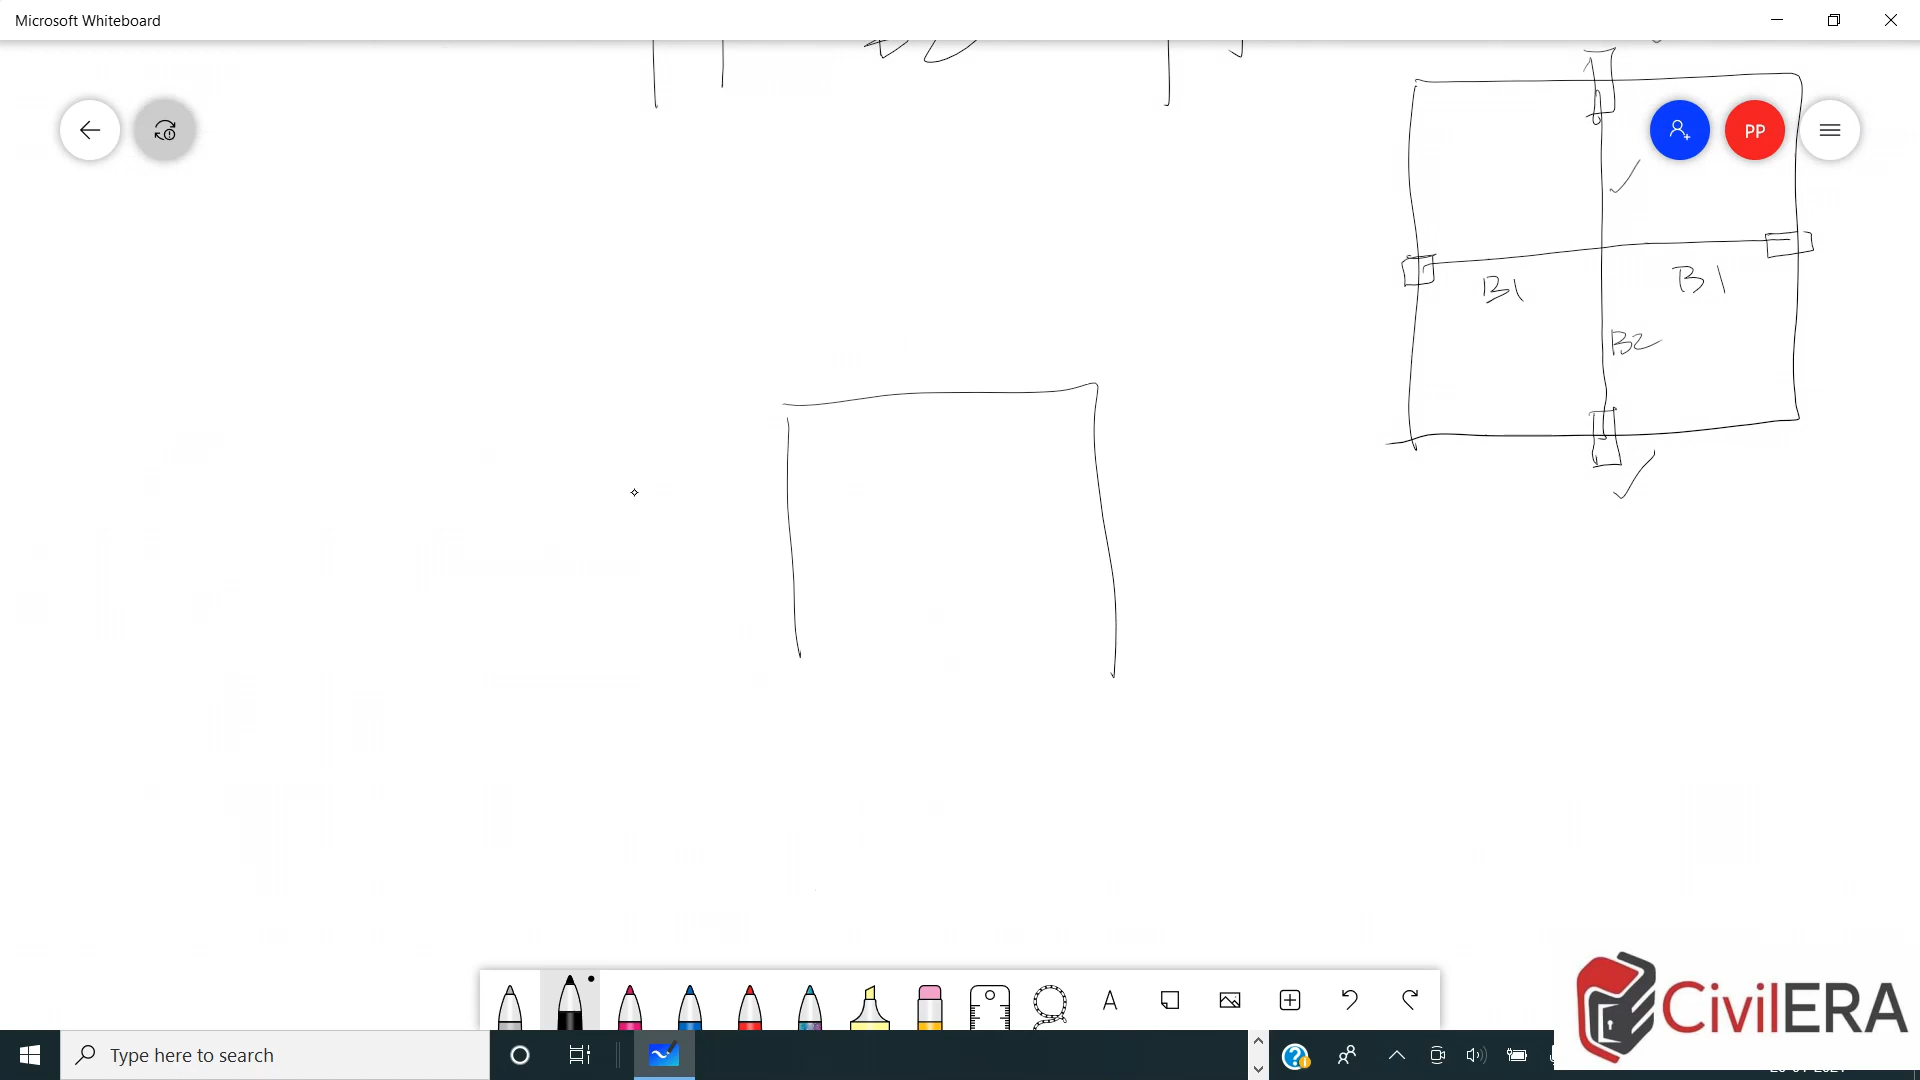 Microsoft Whiteboard
PP
B1
B1
B2
A
Type here to search
CivilERA